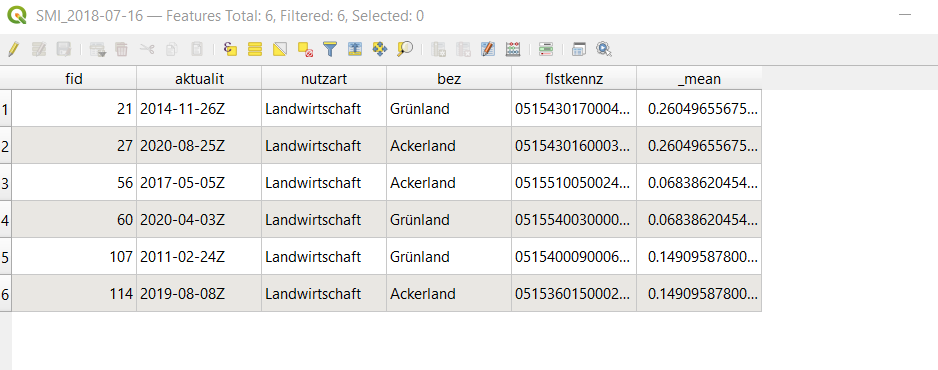 SMI_2018-07-16 — Features Total: 6, Filtered: 6, Selected: 0
fid aktualit nutzart bez flstkennz _mean
1 21 2014-11-26Z Landwirtschaft Grünland 0515430170004... 0.26049655675...
2 27 2020-08-25Z Landwirtschaft Ackerland 0515430160003... 0.26049655675...
3 56 2017-05-05Z Landwirtschaft Ackerland 0515510050024... 0.06838620454...
4 60 2020-04-03Z Landwirtschaft Grünland 0515540030000... 0.06838620454...
5 107 2011-02-24Z Landwirtschaft Grünland 0515400090006... 0.14909587800...
6 114 2019-08-08Z Landwirtschaft Ackerland 0515360150002... 0.14909587800...